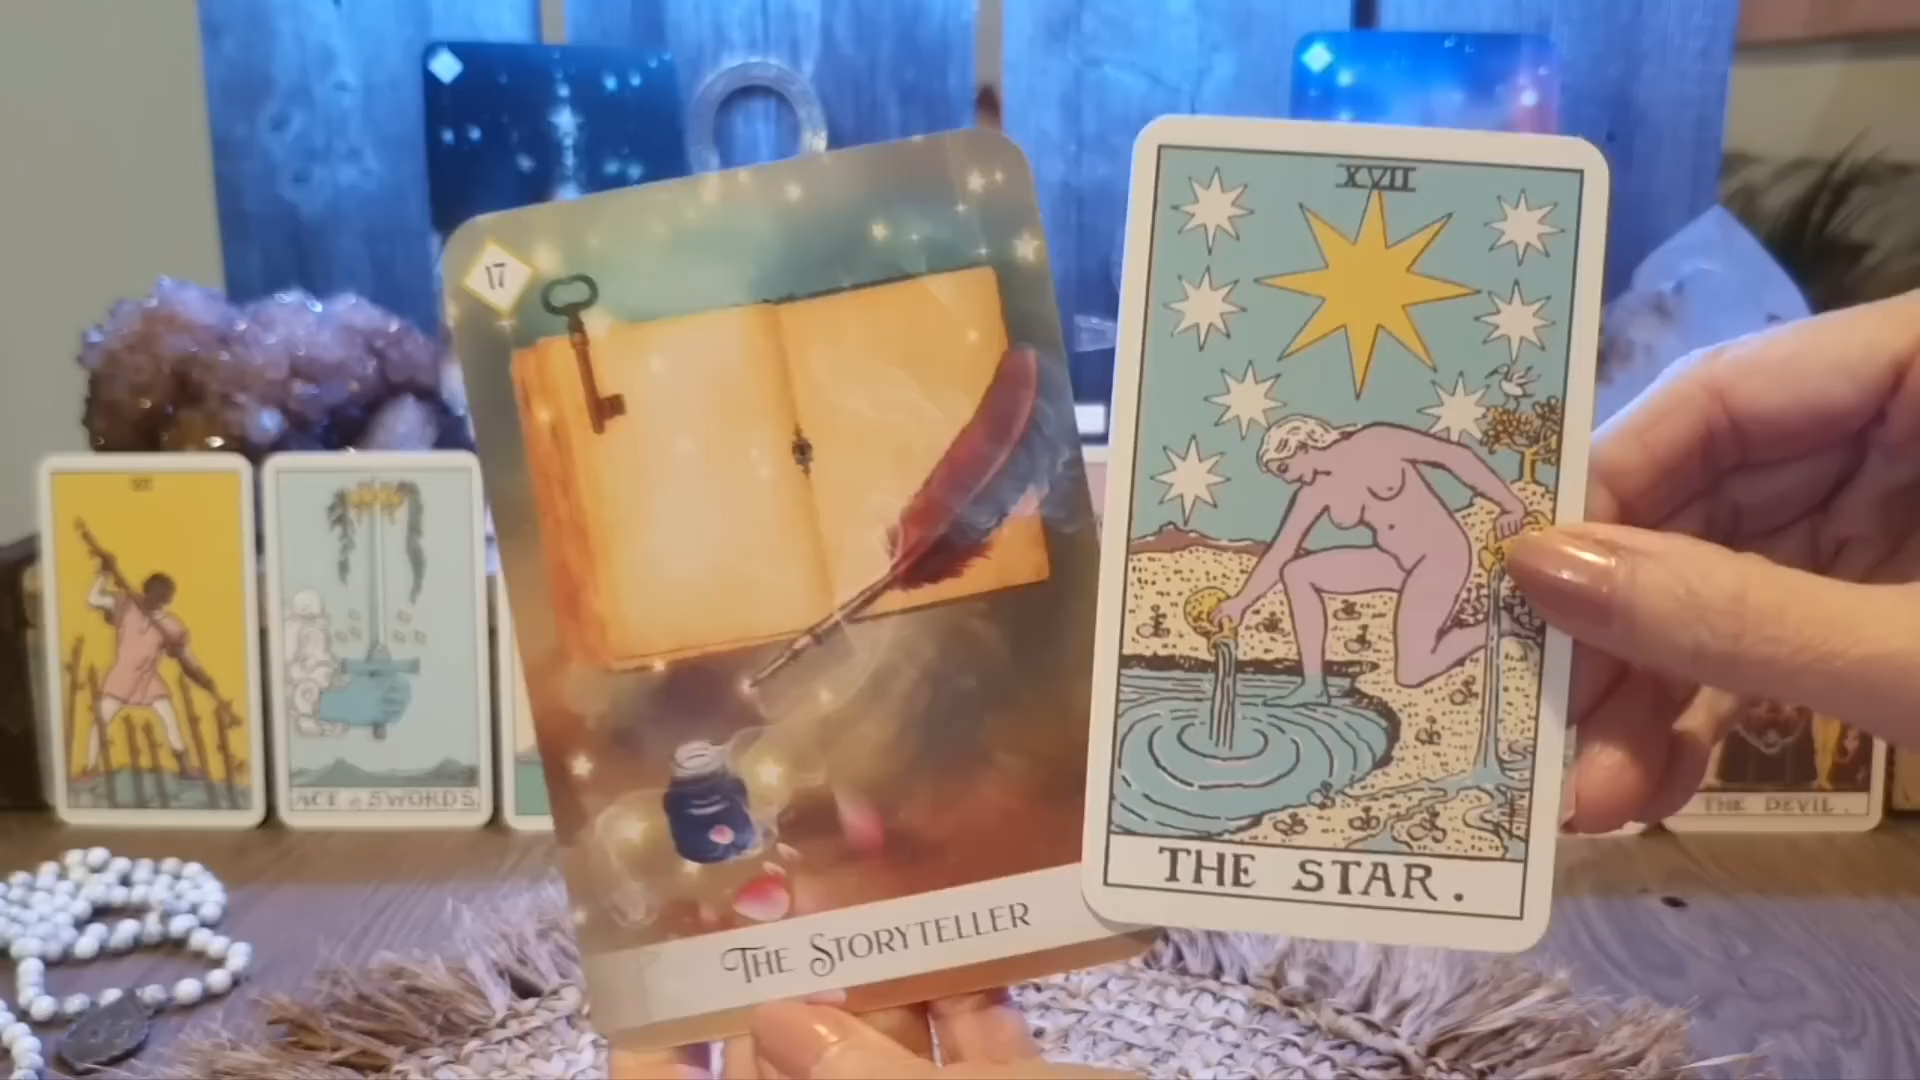 17
THE STORYTELLER
XVII
THE STAR.
ACE of SWORDS.
THE DEVIL.